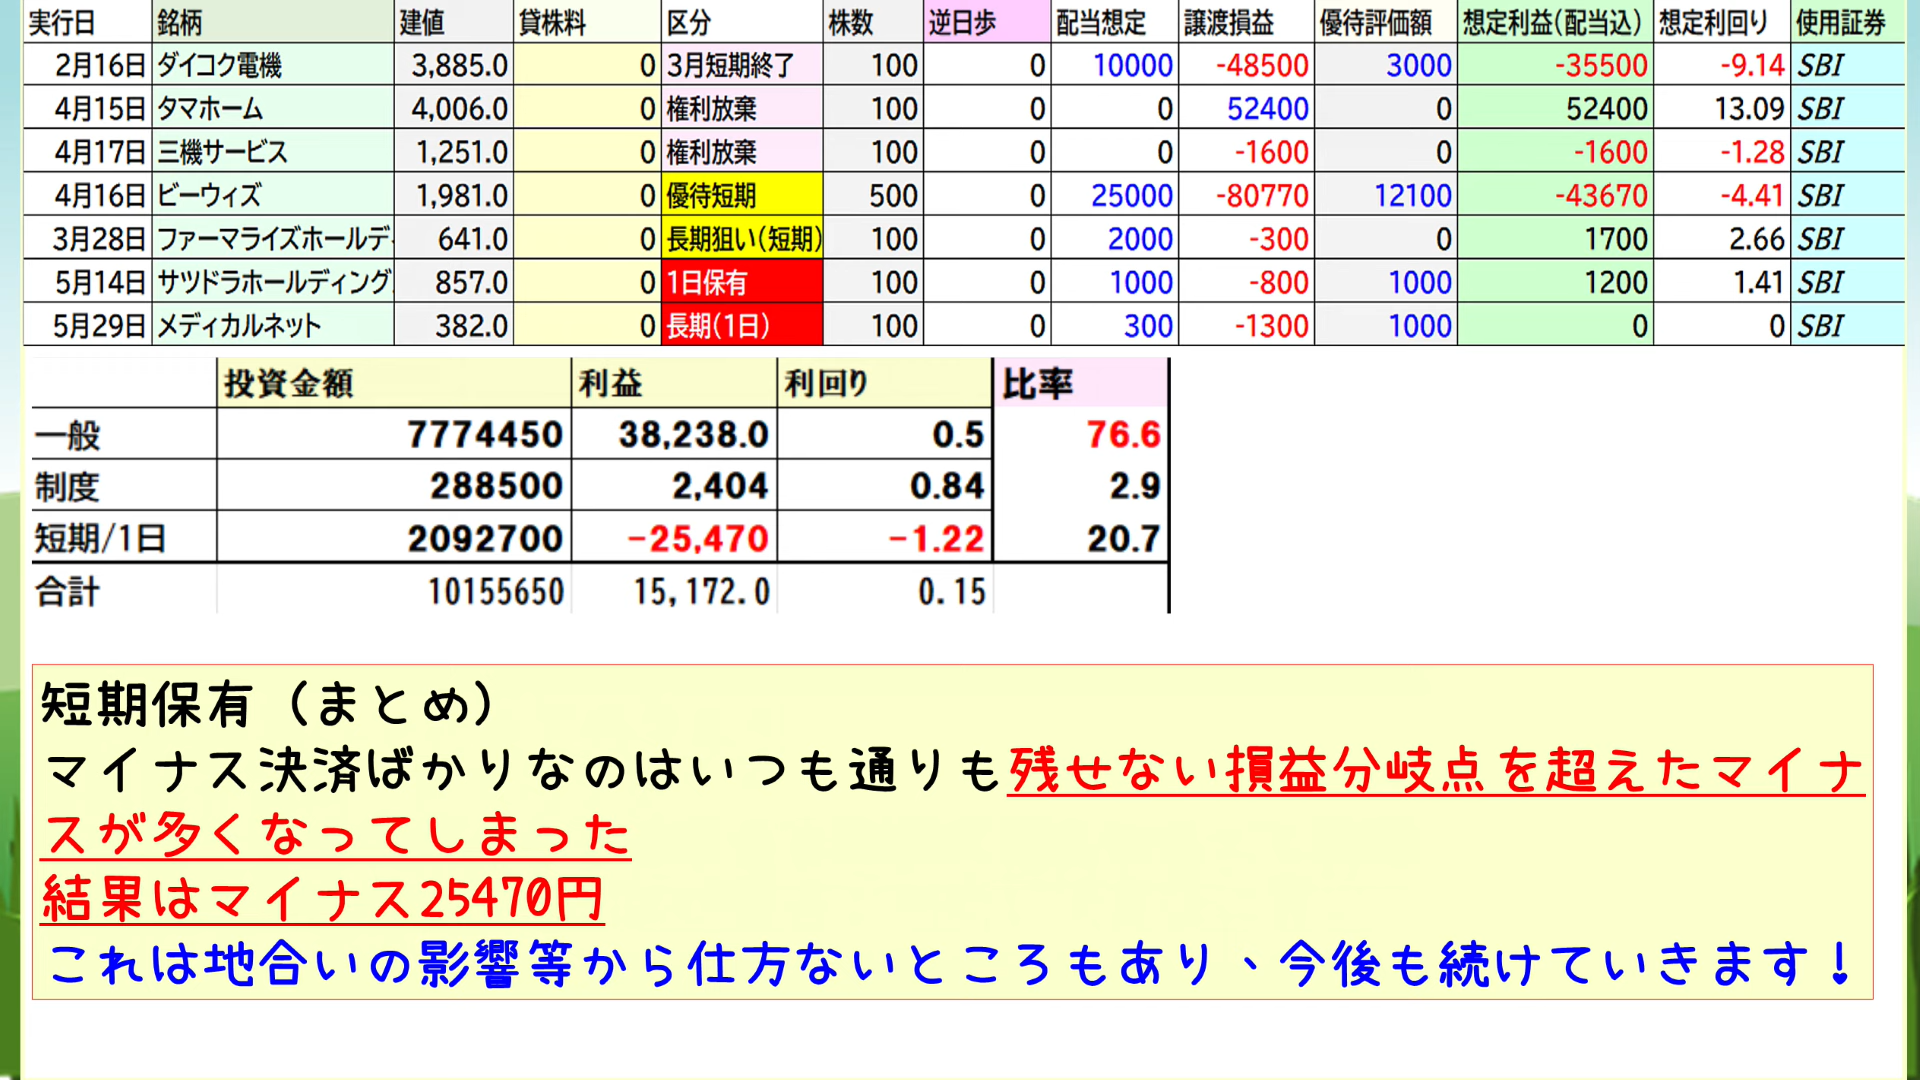 実行日 銘柄 建値 貸株料 区分 株数 逆日歩 配当想定 譲渡損益 優待評価額 想定利益(配当込) 想定利回り 使用証券
2月16日 ダイコク電機 3,885.0 0 3月短期終了 100 0 10000 -48500 3000 -35500 -9.14 SBI
4月15日 タマホーム 4,006.0 0 権利放棄 100 0 0 52400 0 52400 13.09 SBI
4月17日 三機サービス 1,251.0 0 権利放棄 100 0 0 -1600 0 -1600 -1.28 SBI
4月16日 ビーウィズ 1,981.0 0 優待短期 500 0 25000 -80770 12100 -43670 -4.41 SBI
3月28日 ファーマライズホールデ 641.0 0 長期狙い(短期) 100 0 2000 -300 0 1700 2.66 SBI
5月14日 サツドラホールディング 857.0 0 1日保有 100 0 1000 -800 1000 1200 1.41 SBI
5月29日 メディカルネット 382.0 0 長期(1日) 100 0 300 -1300 1000 0 0 SBI
投資金額 利益 利回り 比率
一般 7774450 38,238.0 0.5 76.6
制度 288500 2,404 0.84 2.9
短期/1日 2092700 -25,470 -1.22 20.7
合計 10155650 15,172.0 0.15
短期保有(まとめ)
マイナス決済ばかりなのはいつも通りも残せない損益分岐点を超えたマイナ
スが多くなってしまった
結果はマイナス25470円
これは地合いの影響等から仕方ないところもあり、今後も続けていきます!